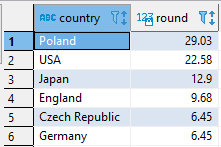 ABC country 123 round
1 Poland 29.03
2 USA 22.58
3 Japan 12.9
4 England 9.68
5 Czech Republic 6.45
6 Germany 6.45